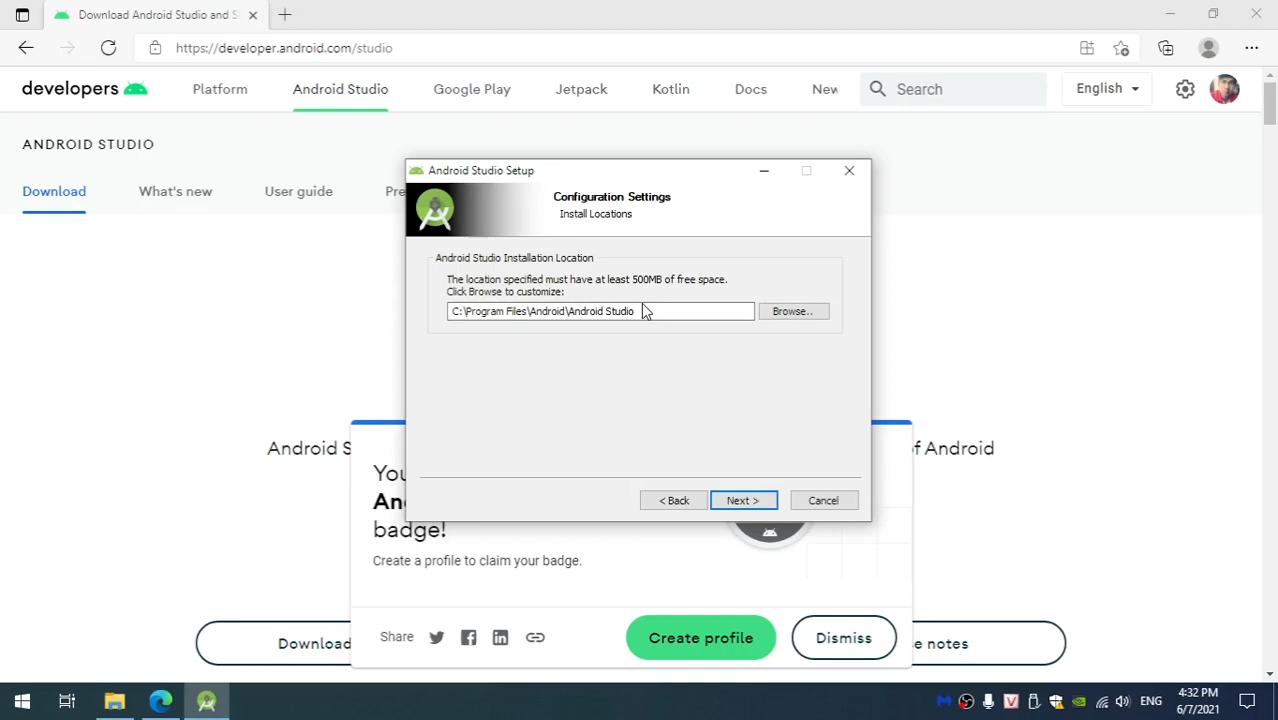 Download Android Studio and S
https://developer.android.com/studio
developers
Platform
Android Studio
Google Play
Jetpack
Kotlin
Docs
New
Search
English
ANDROID STUDIO
Download
What's new
User guide
Pre
Android Studio Setup
Configuration Settings
Install Locations
Android Studio Installation Location
The location specified must have at least 500MB of free space.
Click Browse to customize:
C:\Program Files\Android\Android Studio
Browse..
< Back
Next >
Cancel
Android S
of Android
You
An
badge!
Create a profile to claim your badge.
Share
Create profile
Dismiss
Download
e notes
ENG
4:32 PM
6/7/2021